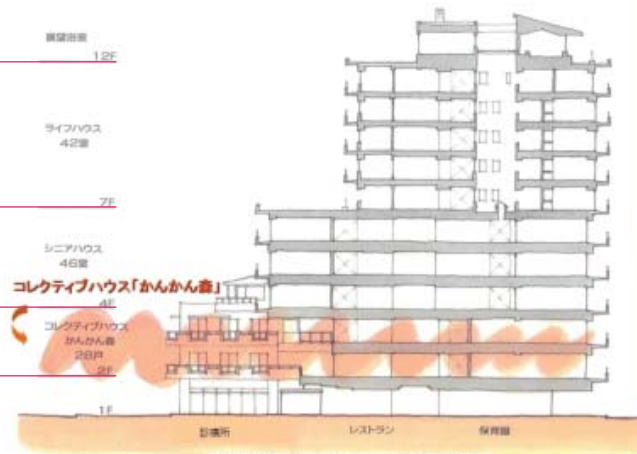 展望浴室
12F
ライフハウス
42室
7F
シニアハウス
46室
コレクティブハウス「かんかん森」
4F
コレクティブハウス
かんかん森
28戸
2F
1F
診療所
レストラン
保育園